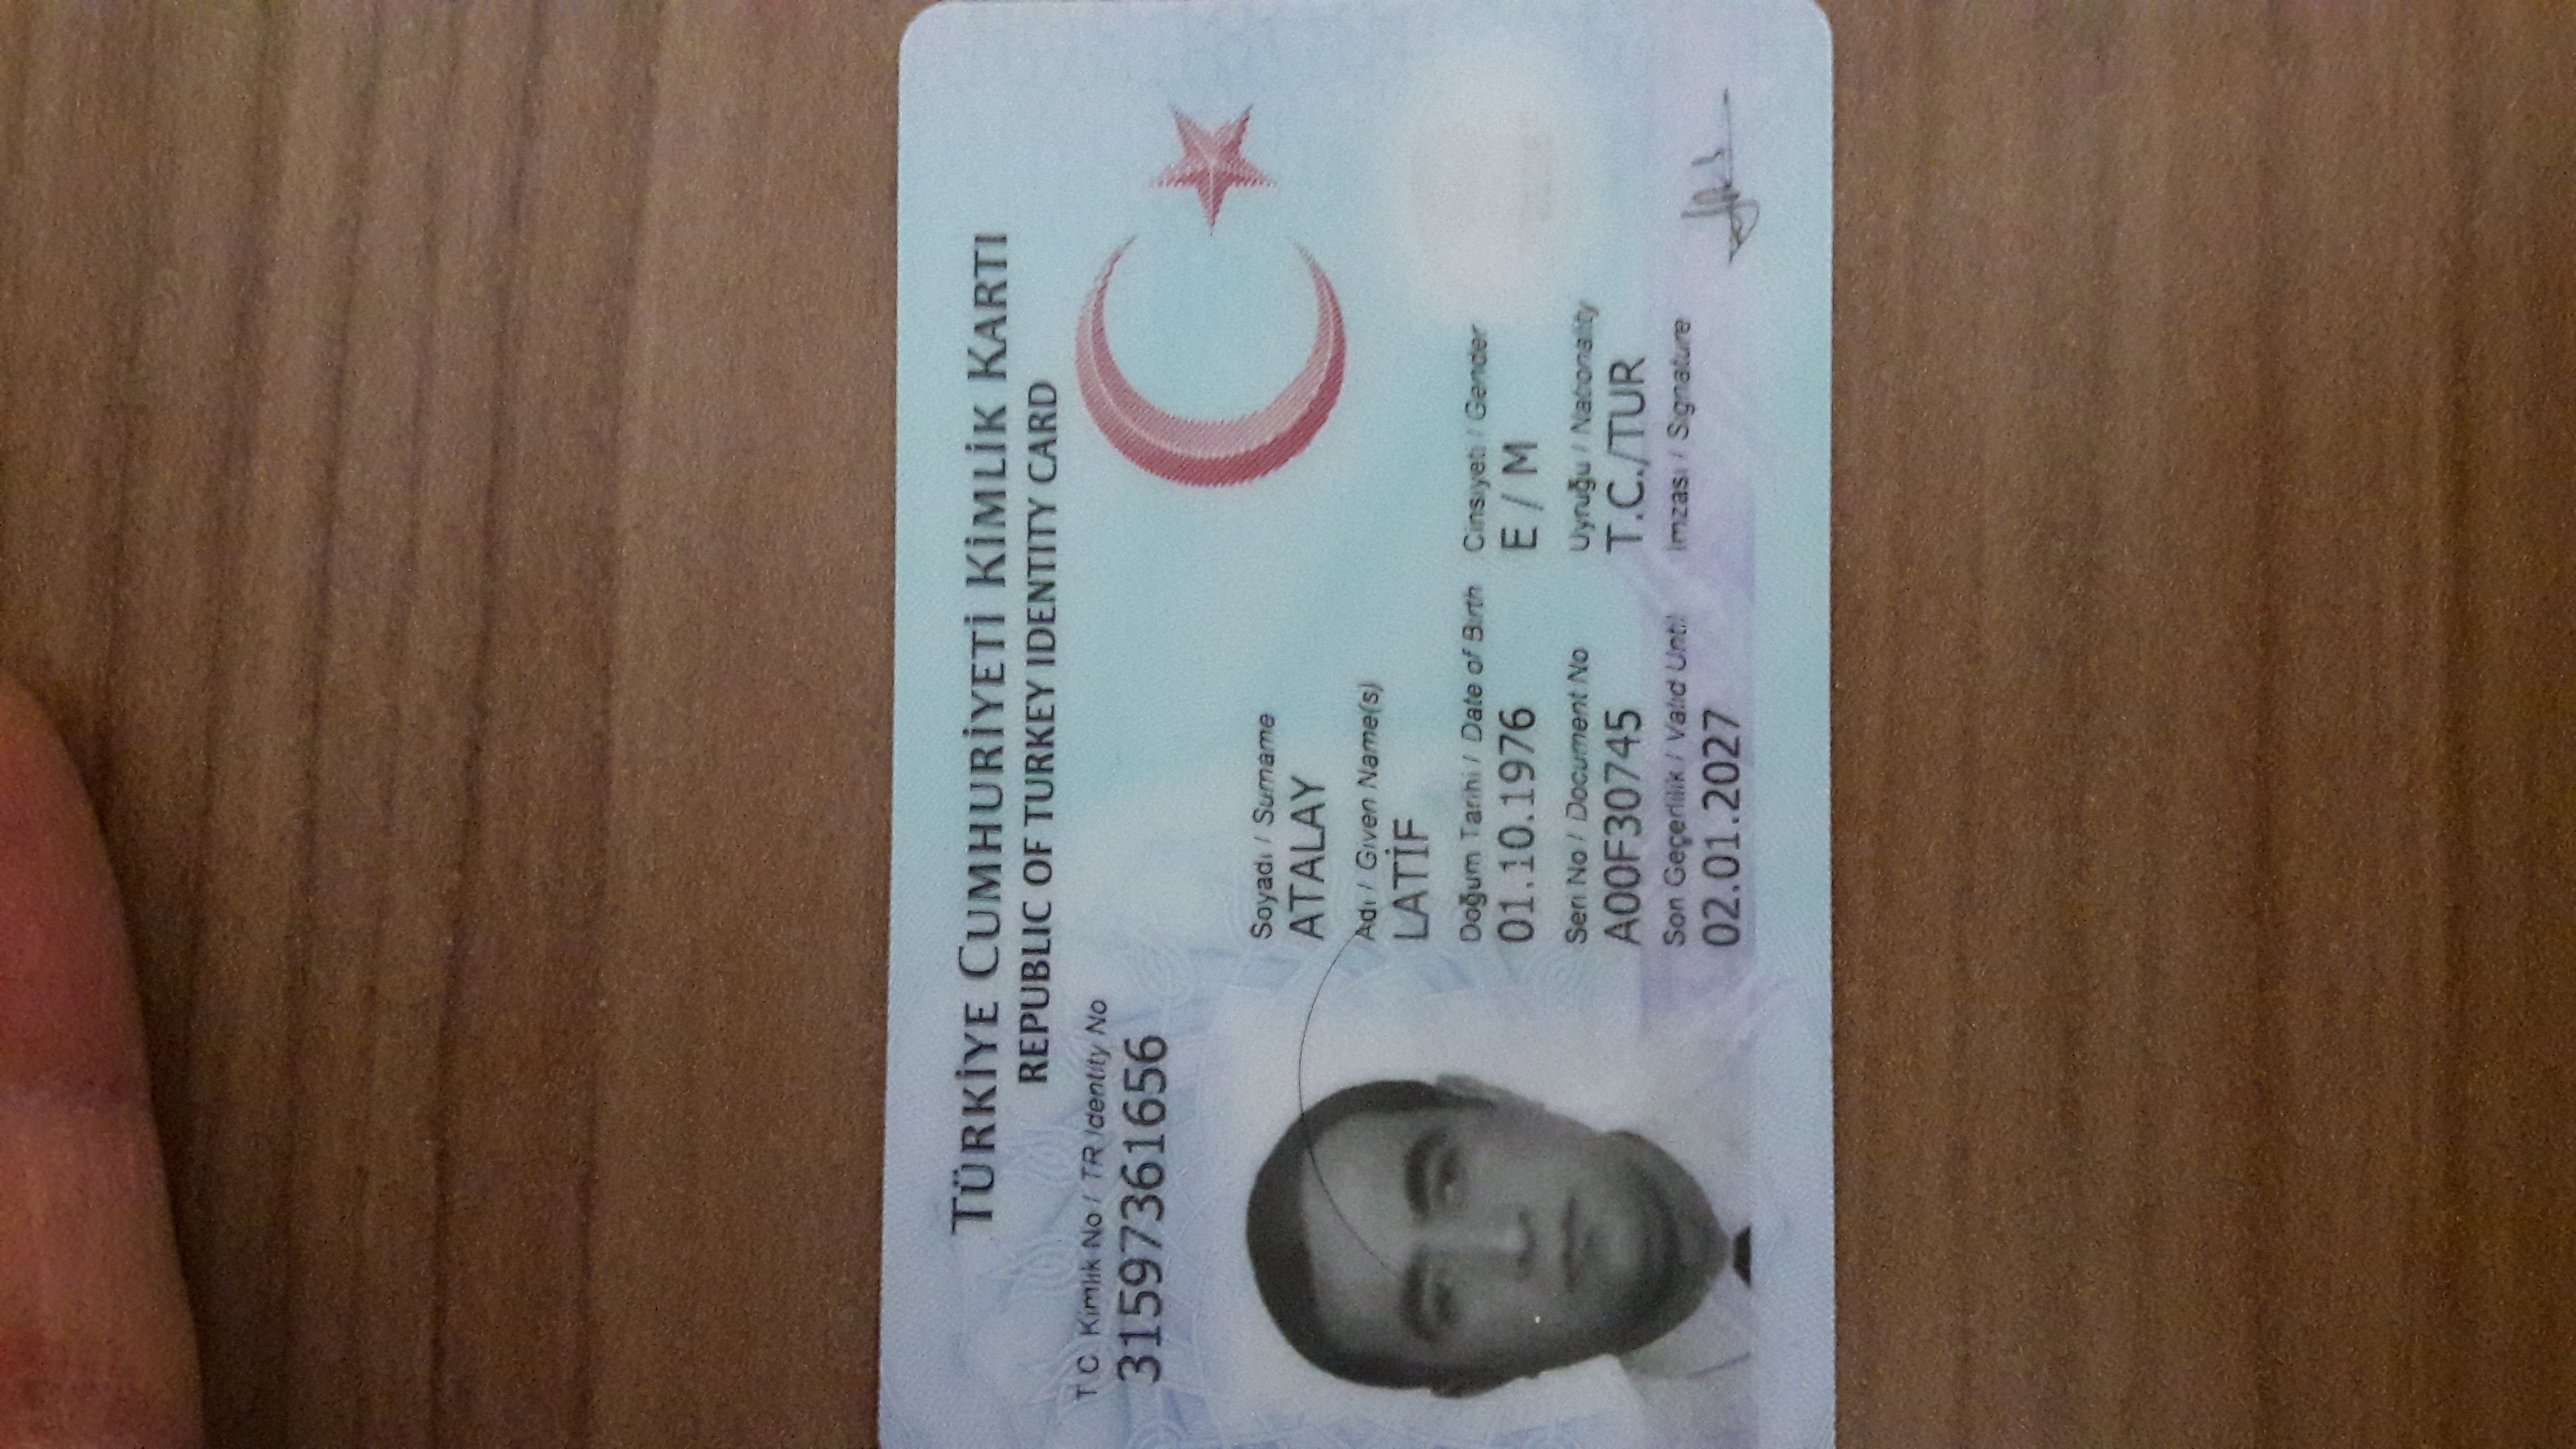 TÜRKİYE CUMHURİYETİ KİMLİK KARTI
REPUBLIC OF TURKEY IDENTITY CARD
T.C. Kimlik No / TR Identity No
31597361656
Soyadı / Surname
ATALAY
Adı / Given Name(s)
LATİF
Doğum Tarihi / Date of Birth Cinsiyeti / Gender
01.10.1976 E / M
Seri No / Document No Uyruğu / Nationality
A00F30745 T.C./TUR
Son Geçerlilik / Valid Until İmzası / Signature
02.01.2027